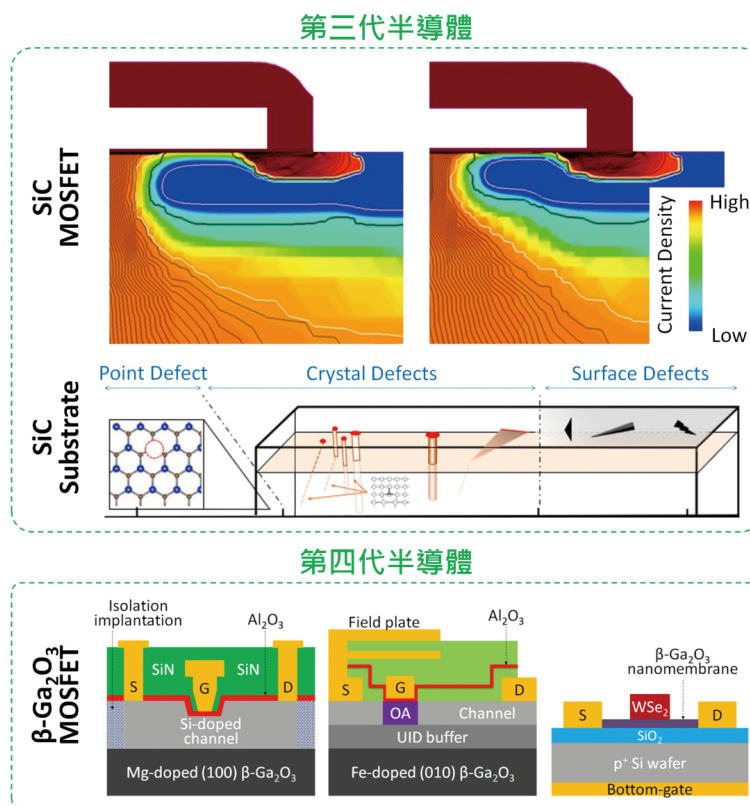 第三代半導體
SiC
MOSFET
Current Density
High
Low
SiC
Substrate
Point Defect
Crystal Defects
Surface Defects
第四代半導體
β-Ga₂O₃
MOSFET
Isolation
implantation
Al₂O₃
SiN
SiN
S
G
D
Si-doped
channel
Mg-doped (100) β-Ga₂O₃
Field plate
Al₂O₃
S
G
D
OA
Channel
UID buffer
Fe-doped (010) β-Ga₂O₃
β-Ga₂O₃
nanomembrane
S
WSe₂
D
SiO₂
p⁺ Si wafer
Bottom-gate